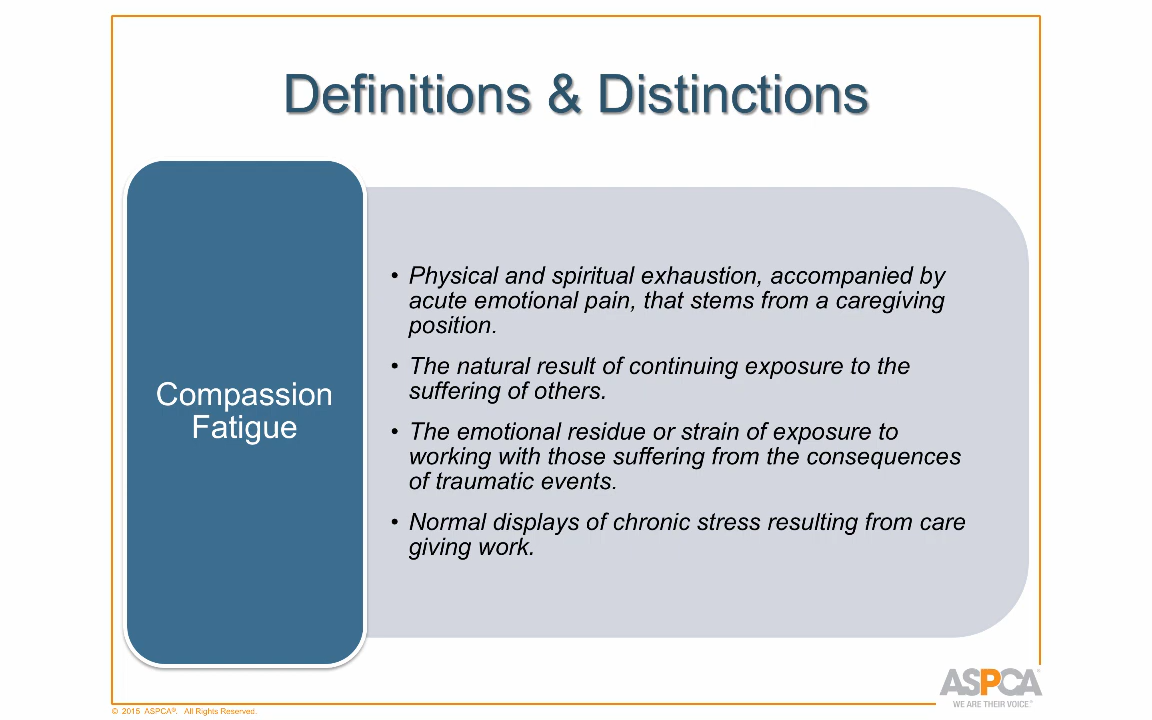 Definitions & Distinctions
Compassion
Fatigue
• Physical and spiritual exhaustion, accompanied by
acute emotional pain, that stems from a caregiving
position.
• The natural result of continuing exposure to the
suffering of others.
• The emotional residue or strain of exposure to
working with those suffering from the consequences
of traumatic events.
• Normal displays of chronic stress resulting from care
giving work.
ASPCA®
WE ARE THEIR VOICE.®
© 2015 ASPCA®. All Rights Reserved.